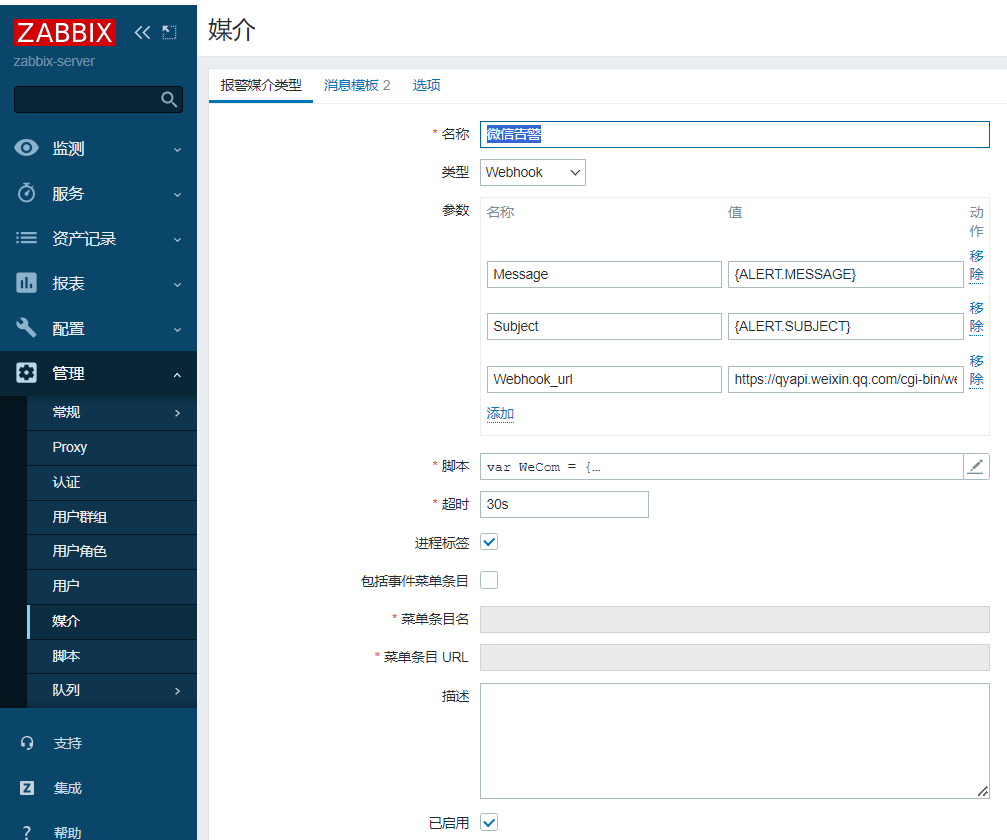 ZABBIX
zabbix-server
监测
服务
资产记录
报表
配置
管理
常规
Proxy
认证
用户群组
用户角色
用户
媒介
脚本
队列
支持
集成
帮助
媒介
报警媒介类型 消息模板 2 选项
* 名称 微信告警
类型 Webhook
参数 名称 值 动作
Message {ALERT.MESSAGE} 移除
Subject {ALERT.SUBJECT} 移除
Webhook_url https://qyapi.weixin.qq.com/cgi-bin/we 移除
添加
* 脚本 var WeCom = {…
* 超时 30s
进程标签
包括事件菜单条目
* 菜单条目名
* 菜单条目 URL
描述
已启用